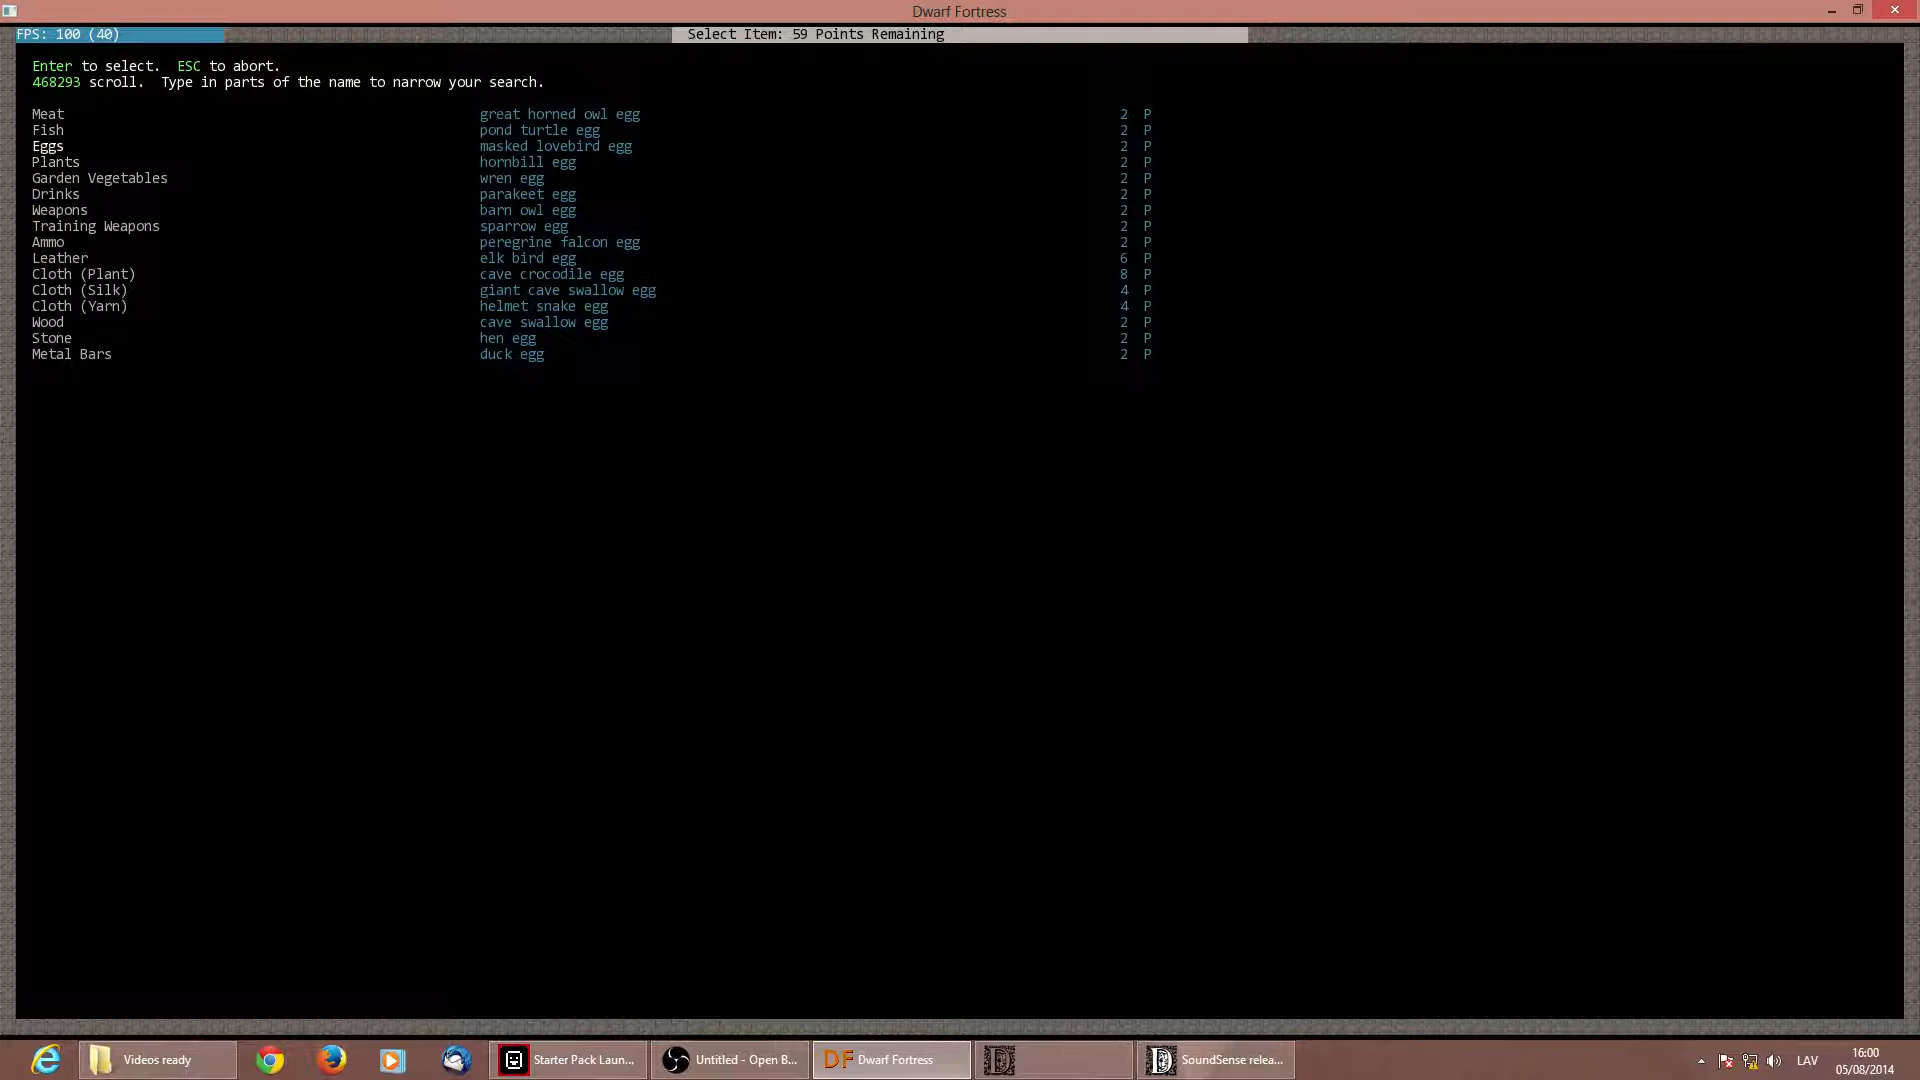 Dwarf Fortress
FPS: 100 (40)
Select Item: 59 Points Remaining
Enter to select.  ESC to abort.
468293 scroll.  Type in parts of the name to narrow your search.
Meat great horned owl egg 2 P
Fish pond turtle egg 2 P
Eggs masked lovebird egg 2 P
Plants hornbill egg 2 P
Garden Vegetables wren egg 2 P
Drinks parakeet egg 2 P
Weapons barn owl egg 2 P
Training Weapons sparrow egg 2 P
Ammo peregrine falcon egg 2 P
Leather elk bird egg 6 P
Cloth (Plant) cave crocodile egg 8 P
Cloth (Silk) giant cave swallow egg 4 P
Cloth (Yarn) helmet snake egg 4 P
Wood cave swallow egg 2 P
Stone hen egg 2 P
Metal Bars duck egg 2 P
Videos ready
Starter Pack Laun...
Untitled - Open B...
DF Dwarf Fortress
SoundSense relea...
LAV
16:00
05/08/2014